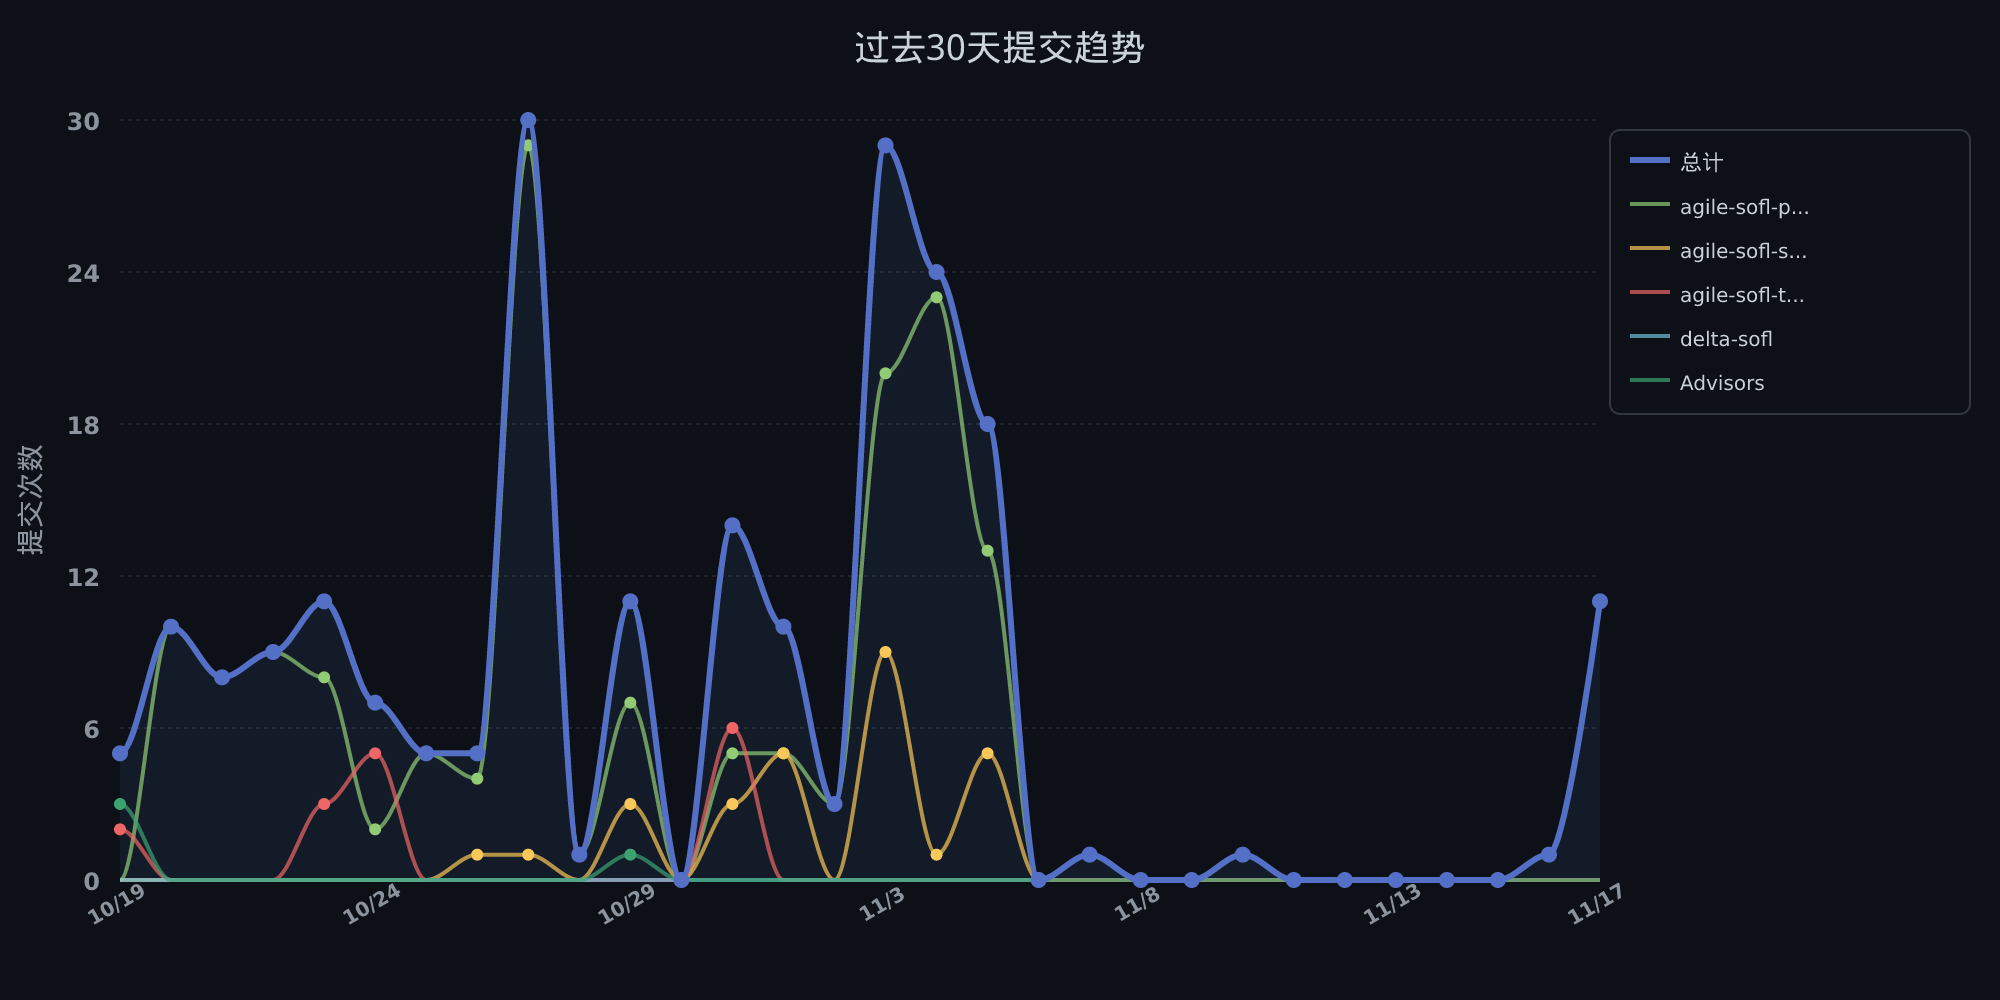 过去30天提交趋势
30
24
18
12
6
0
提交次数
10/19
10/24
10/29
11/3
11/8
11/13
11/17
总计
agile-sofl-p...
agile-sofl-s...
agile-sofl-t...
delta-sofl
Advisors